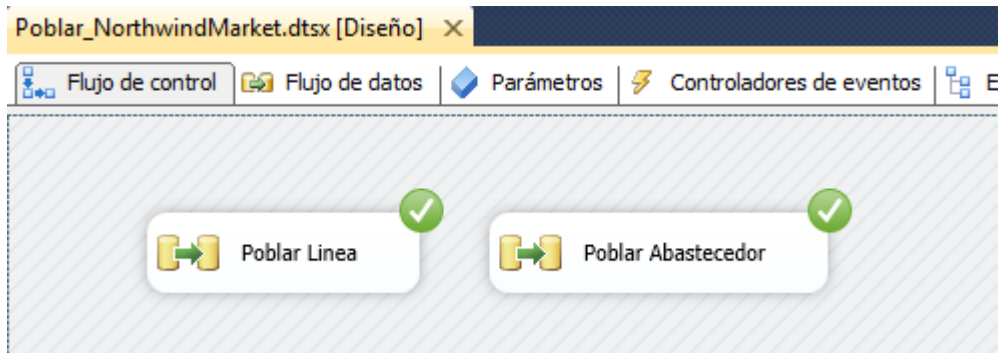 Poblar_NorthwindMarket.dtsx [Diseño]
Flujo de control Flujo de datos Parámetros Controladores de eventos E
Poblar Linea Poblar Abastecedor